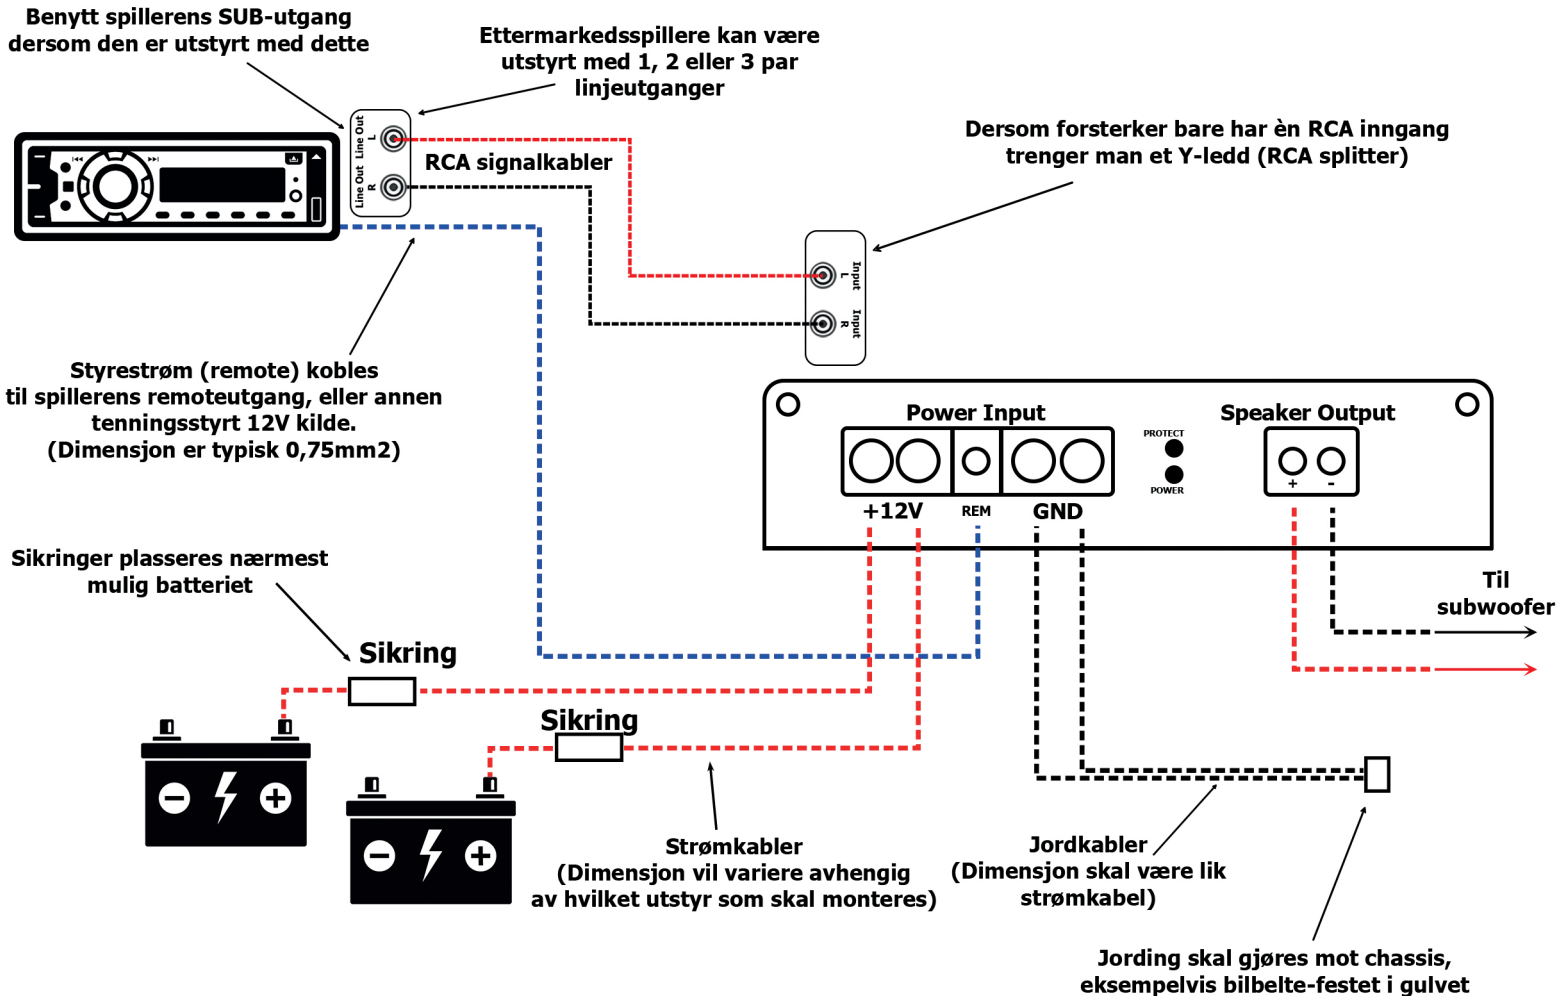 Benytt spillerens SUB-utgang
dersom den er utstyrt med dette
Ettermarkedsspillere kan være
utstyrt med 1, 2 eller 3 par
linjeutganger
Line Out
L
Line Out
R
RCA signalkabler
Dersom forsterker bare har èn RCA inngang
trenger man et Y-ledd (RCA splitter)
Input
L
Input
R
Styrestrøm (remote) kobles
til spillerens remoteutgang, eller annen
tenningsstyrt 12V kilde.
(Dimensjon er typisk 0,75mm2)
Power Input
Speaker Output
PROTECT
POWER
+ -
+12V
REM
GND
Sikringer plasseres nærmest
mulig batteriet
Til
subwoofer
Sikring
Sikring
Strømkabler
(Dimensjon vil variere avhengig
av hvilket utstyr som skal monteres)
Jordkabler
(Dimensjon skal være lik
strømkabel)
Jording skal gjøres mot chassis,
eksempelvis bilbelte-festet i gulvet